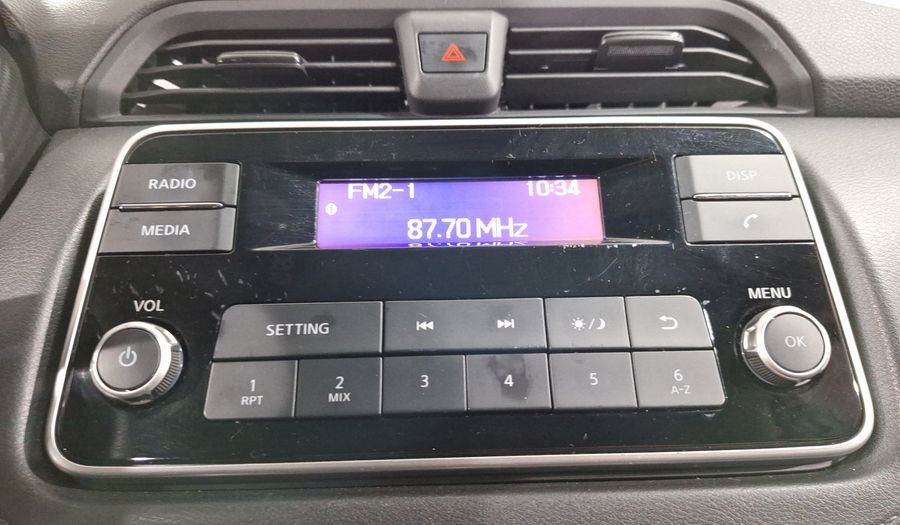 RADIO
MEDIA
FM2-1 10:34
87.70 MHz
DISP
VOL
MENU
SETTING
OK
1 RPT
2 MIX
3
4
5
6 A-Z